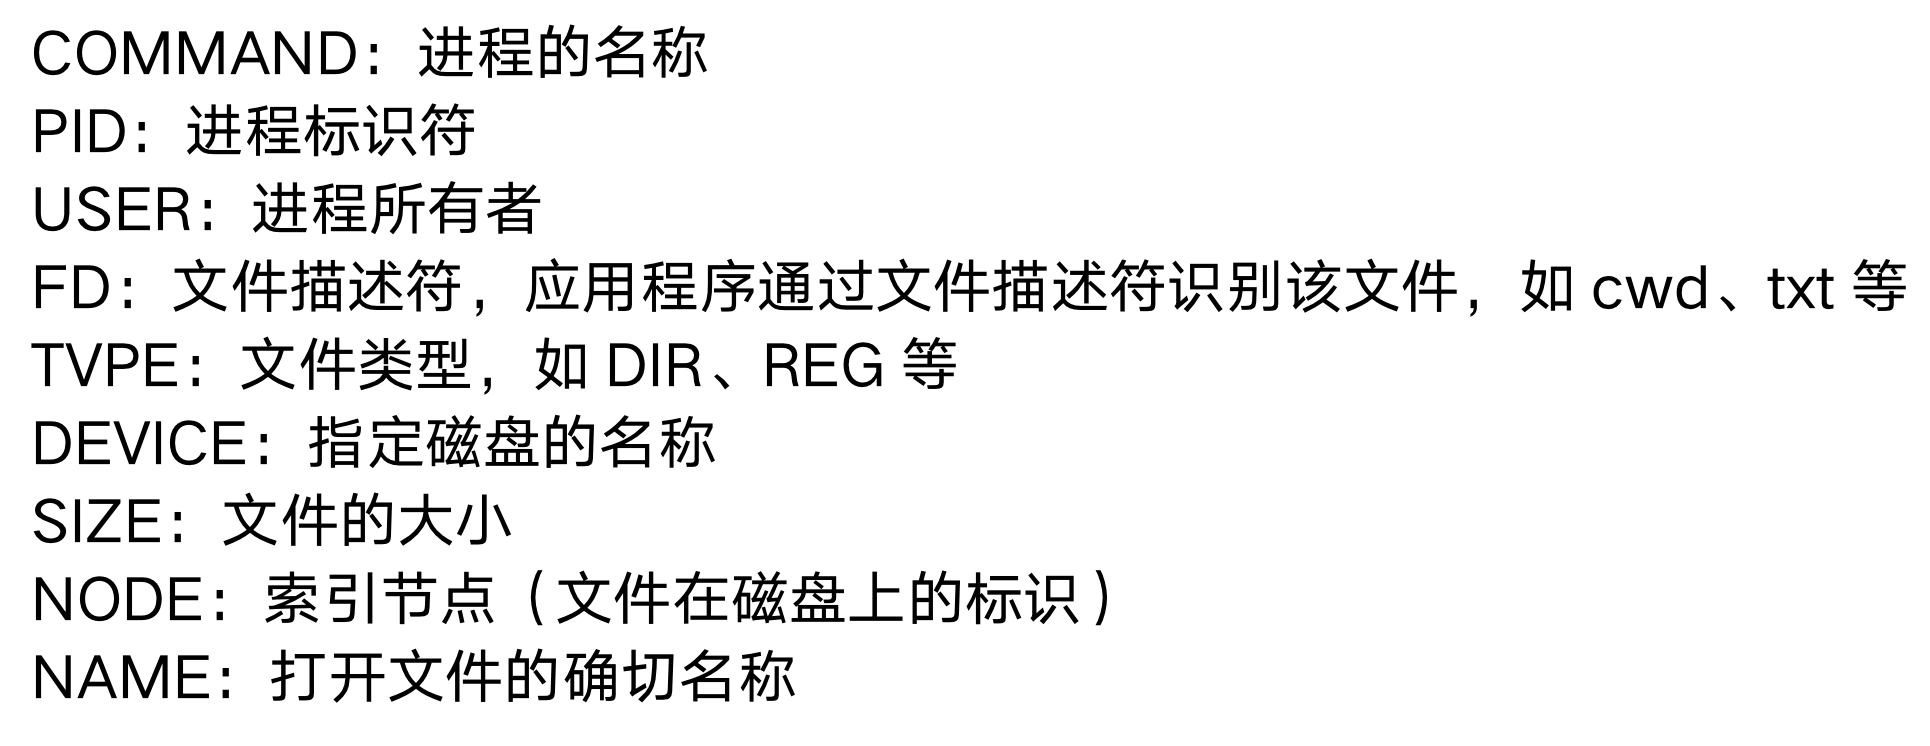 COMMAND：进程的名称
PID：进程标识符
USER：进程所有者
FD：文件描述符，应用程序通过文件描述符识别该文件，如 cwd、txt 等
TVPE：文件类型，如 DIR、REG 等
DEVICE：指定磁盘的名称
SIZE：文件的大小
NODE：索引节点（文件在磁盘上的标识）
NAME：打开文件的确切名称